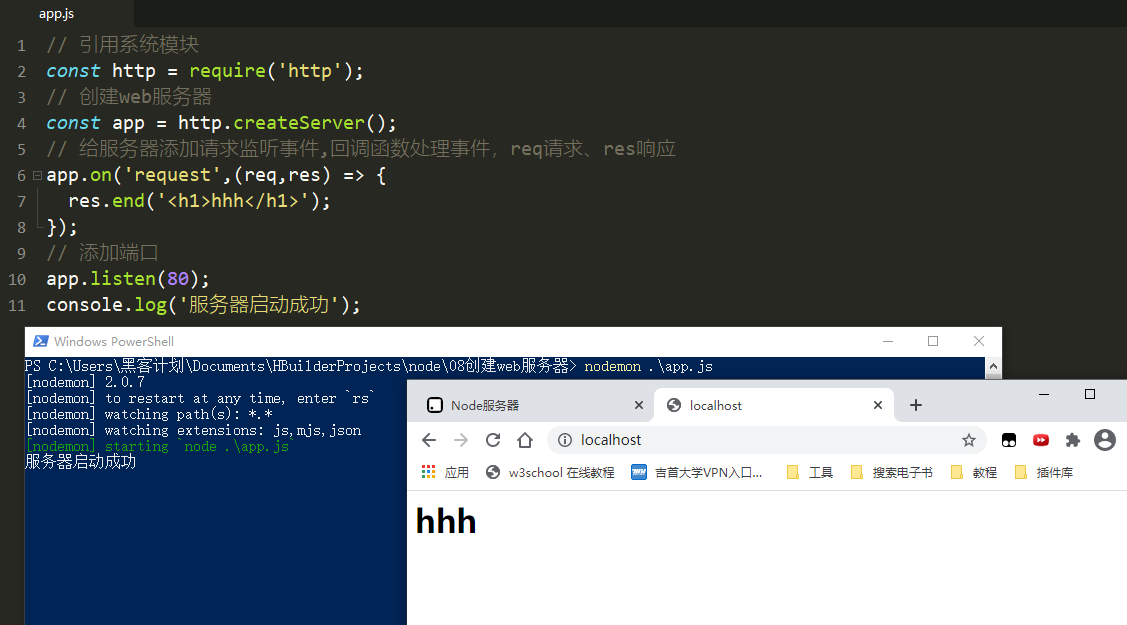 app.js
1 // 引用系统模块
2 const http = require('http');
3 // 创建web服务器
4 const app = http.createServer();
5 // 给服务器添加请求监听事件,回调函数处理事件，req请求、res响应
6 app.on('request',(req,res) => {
7 res.end('<h1>hhh</h1>');
8 });
9 // 添加端口
10 app.listen(80);
11 console.log('服务器启动成功');
Windows PowerShell
PS C:\Users\黑客计划\Documents\HBuilderProjects\node\08创建web服务器> nodemon .\app.js
[nodemon] 2.0.7
[nodemon] to restart at any time, enter `rs`
[nodemon] watching path(s): *.*
[nodemon] watching extensions: js,mjs,json
[nodemon] starting `node .\app.js
服务器启动成功
Node服务器 localhost
localhost
应用 w3school 在线教程 吉首大学VPN入口... 工具 搜索电子书 教程 插件库
hhh